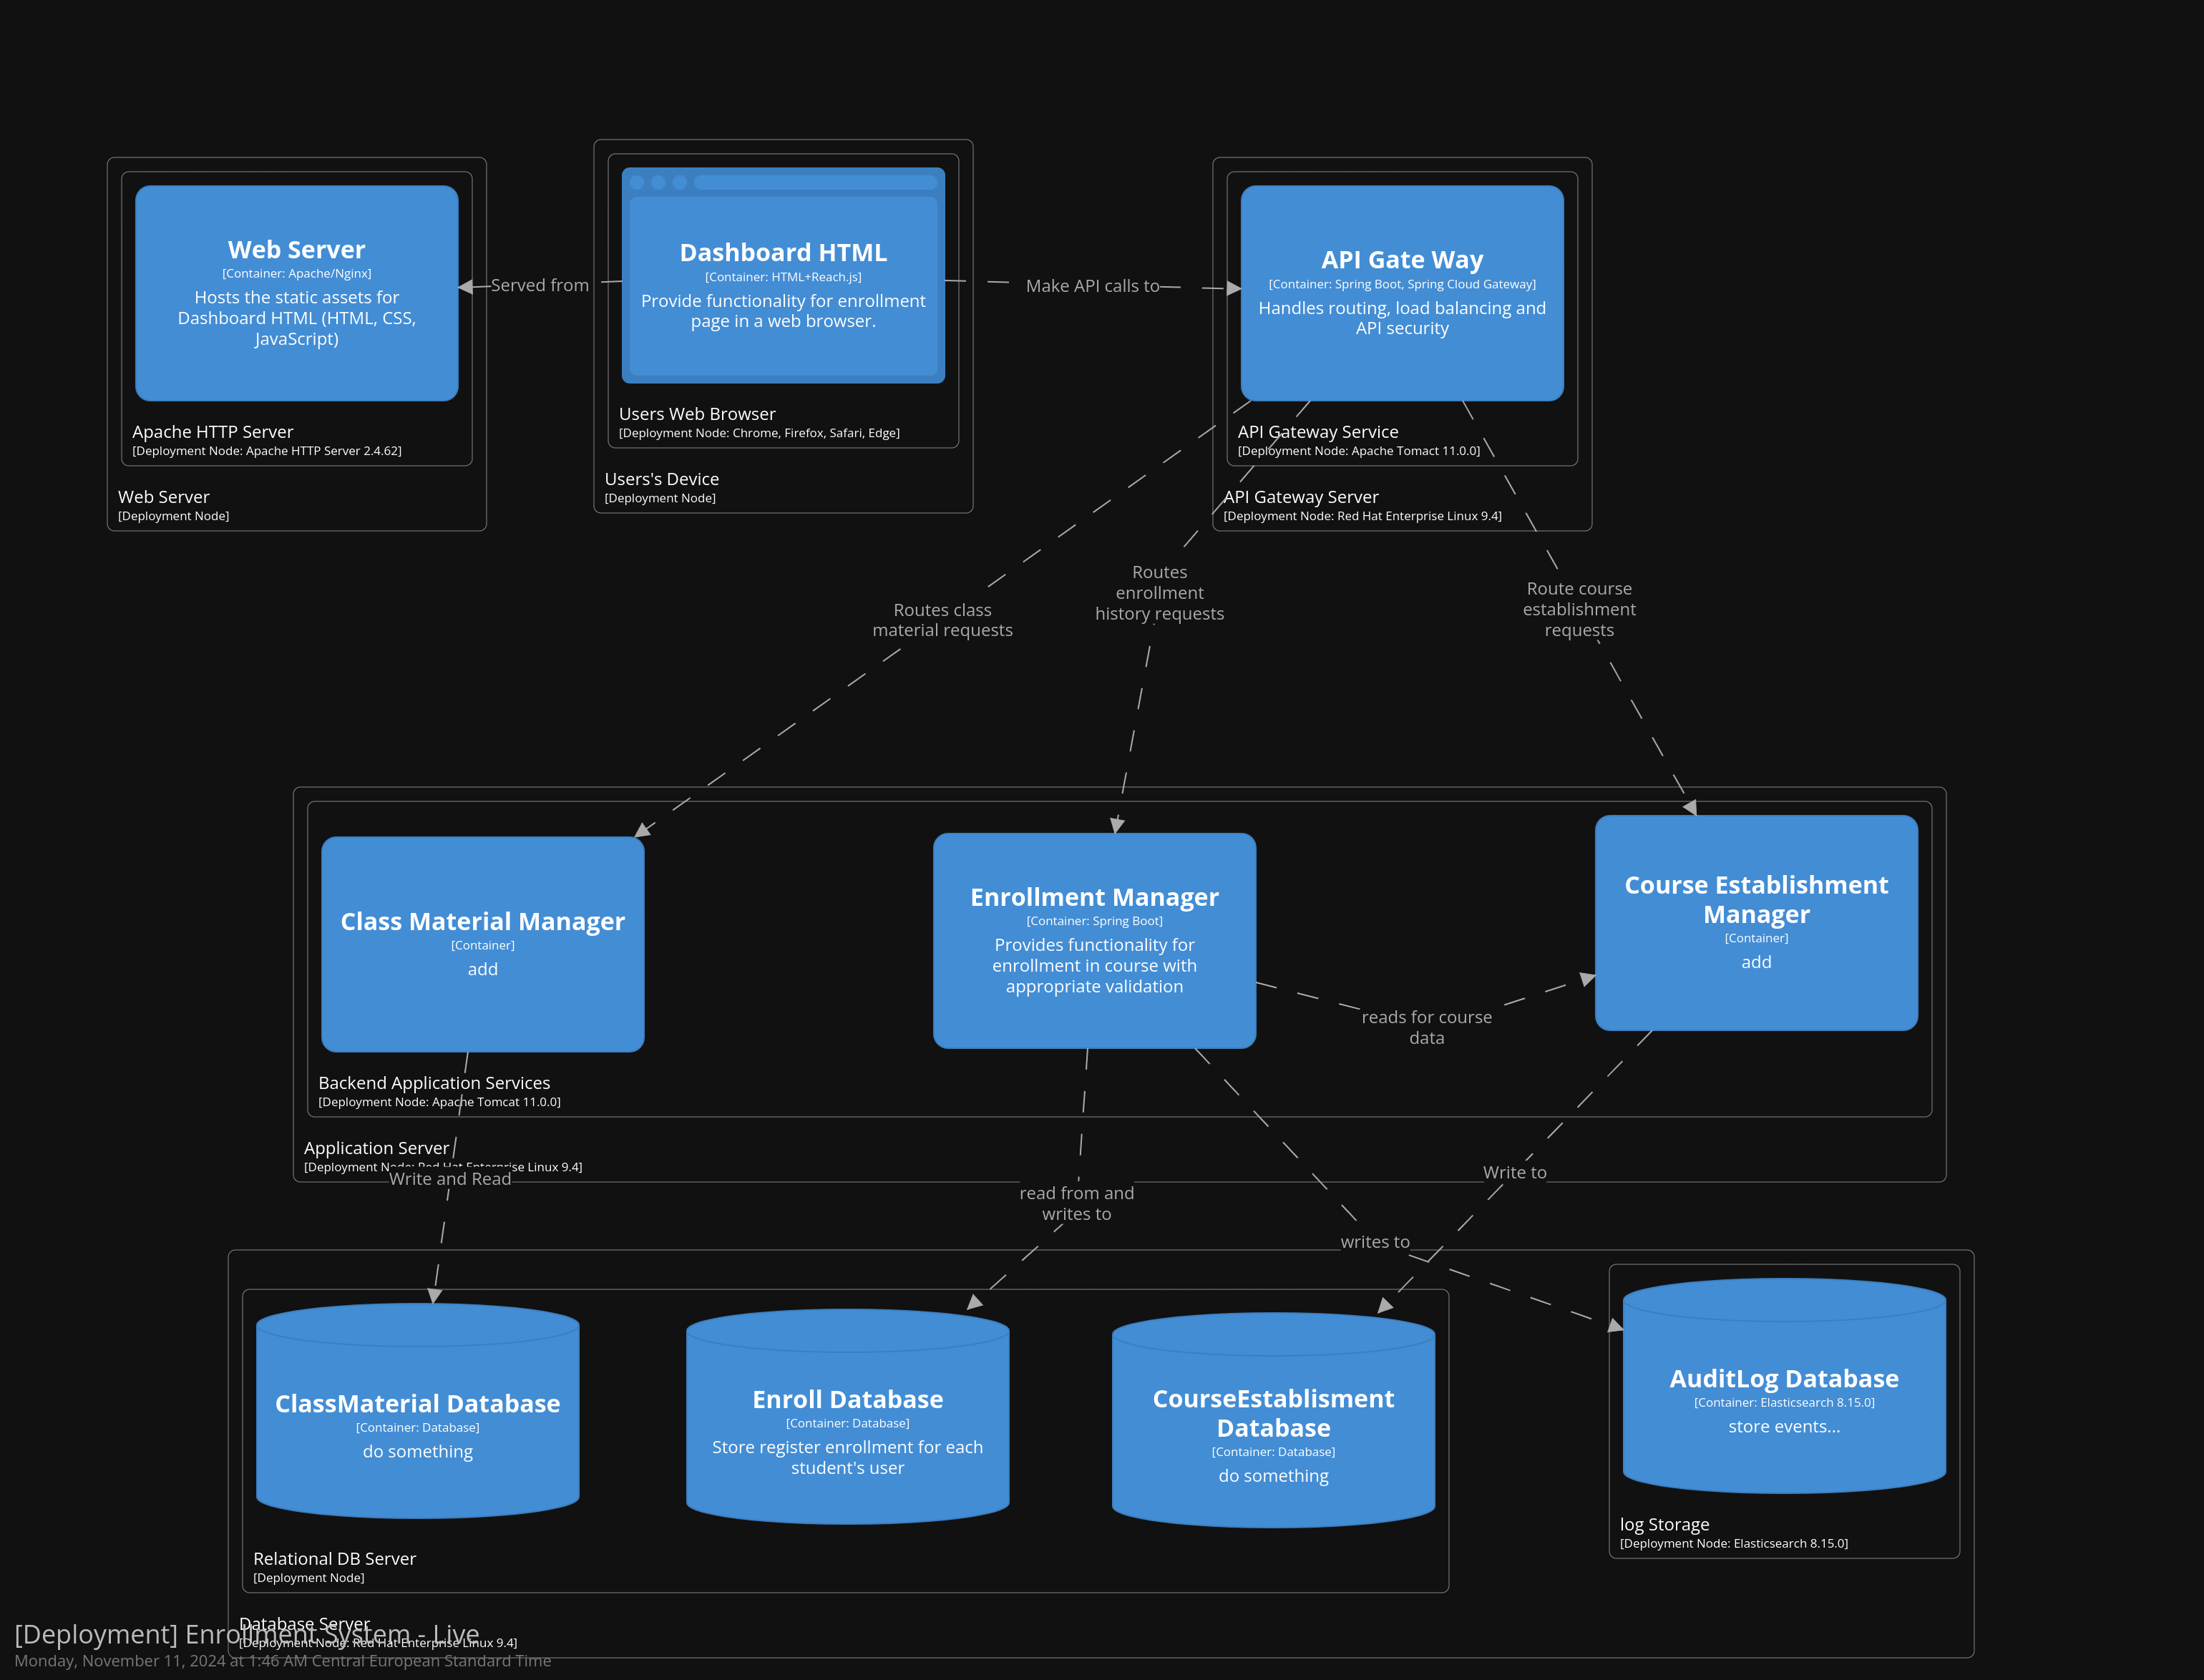 Web Server
[Container: Apache/Nginx]
Hosts the static assets for
Dashboard HTML (HTML, CSS,
JavaScript)
Apache HTTP Server
[Deployment Node: Apache HTTP Server 2.4.62]
Web Server
[Deployment Node]
Served from
Dashboard HTML
[Container: HTML+Reach.js]
Provide functionality for enrollment
page in a web browser.
Users Web Browser
[Deployment Node: Chrome, Firefox, Safari, Edge]
Users's Device
[Deployment Node]
Make API calls to
API Gate Way
[Container: Spring Boot, Spring Cloud Gateway]
Handles routing, load balancing and
API security
API Gateway Service
[Deployment Node: Apache Tomact 11.0.0]
API Gateway Server
[Deployment Node: Red Hat Enterprise Linux 9.4]
Routes class
material requests
Routes
enrollment
history requests
Route course
establishment
requests
Class Material Manager
[Container]
add
Enrollment Manager
[Container: Spring Boot]
Provides functionality for
enrollment in course with
appropriate validation
reads for course
data
Course Establishment
Manager
[Container]
add
Backend Application Services
[Deployment Node: Apache Tomcat 11.0.0]
Application Server
[Deployment Node: Red Hat Enterprise Linux 9.4]
Write and Read
read from and
writes to
writes to
Write to
ClassMaterial Database
[Container: Database]
do something
Enroll Database
[Container: Database]
Store register enrollment for each
student's user
CourseEstablisment
Database
[Container: Database]
do something
AuditLog Database
[Container: Elasticsearch 8.15.0]
store events...
log Storage
[Deployment Node: Elasticsearch 8.15.0]
Relational DB Server
[Deployment Node]
Database Server
[Deployment Node: Red Hat Enterprise Linux 9.4]
[Deployment] Enrollment System - Live
Monday, November 11, 2024 at 1:46 AM Central European Standard Time